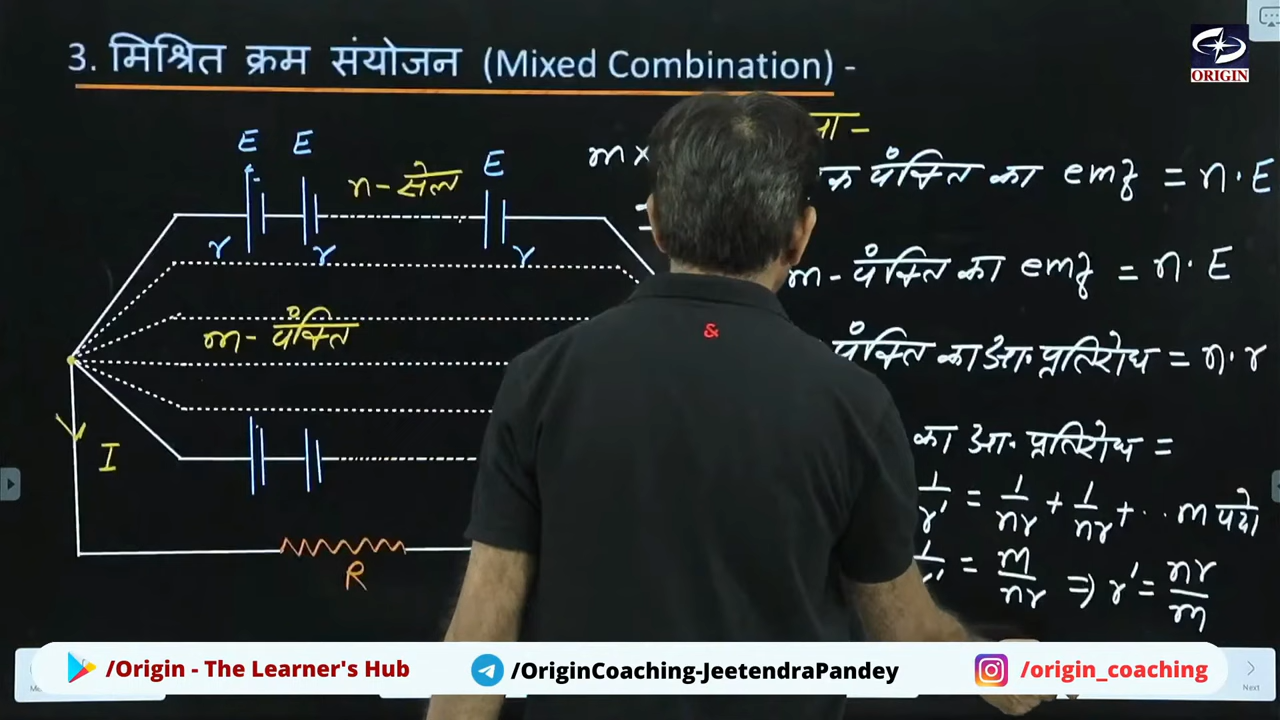 3. मिश्रित क्रम संयोजन (Mixed Combination) -
ORIGIN
E
E
n-सेल
E
r
r
r
m-पंक्ति
I
R
m x
पंक्ति का emf = n·E
m-पंक्ति का emf = n·E
पंक्ति का आ. प्रतिरोध = n·r
का आ. प्रतिरोध =
1/r' = 1/nr + 1/nr + ·· m पदो
= m/nr ⇒ r' = nr/m
&
/Origin - The Learner's Hub
/OriginCoaching-JeetendraPandey
/origin_coaching
Next